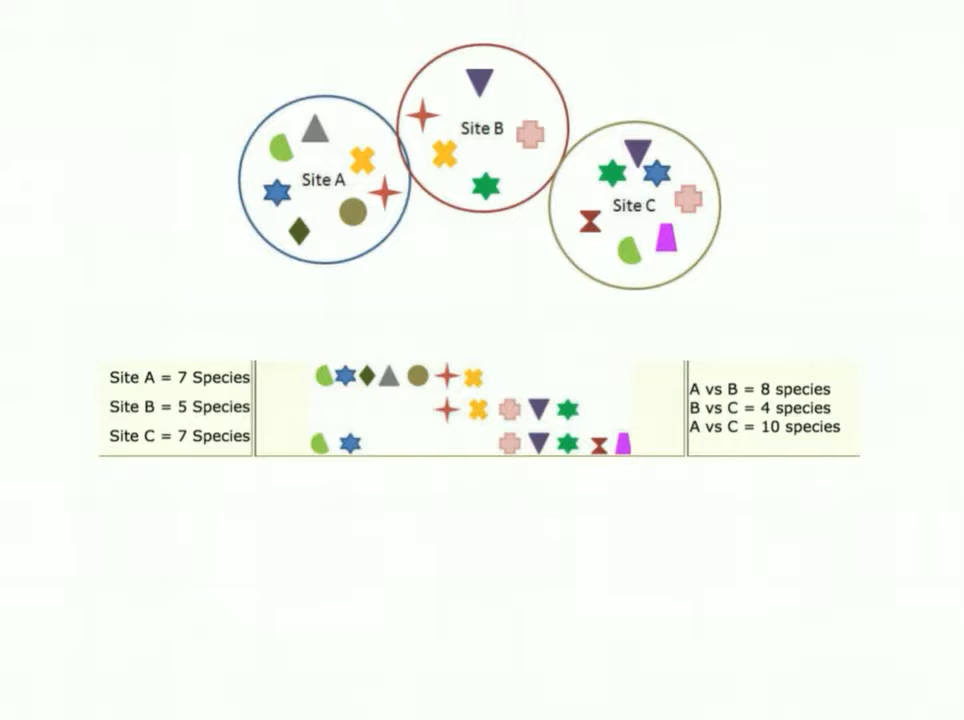 Site B
Site A
Site C
Site A = 7 Species
Site B = 5 Species
Site C = 7 Species
A vs B = 8 species
B vs C = 4 species
A vs C = 10 species